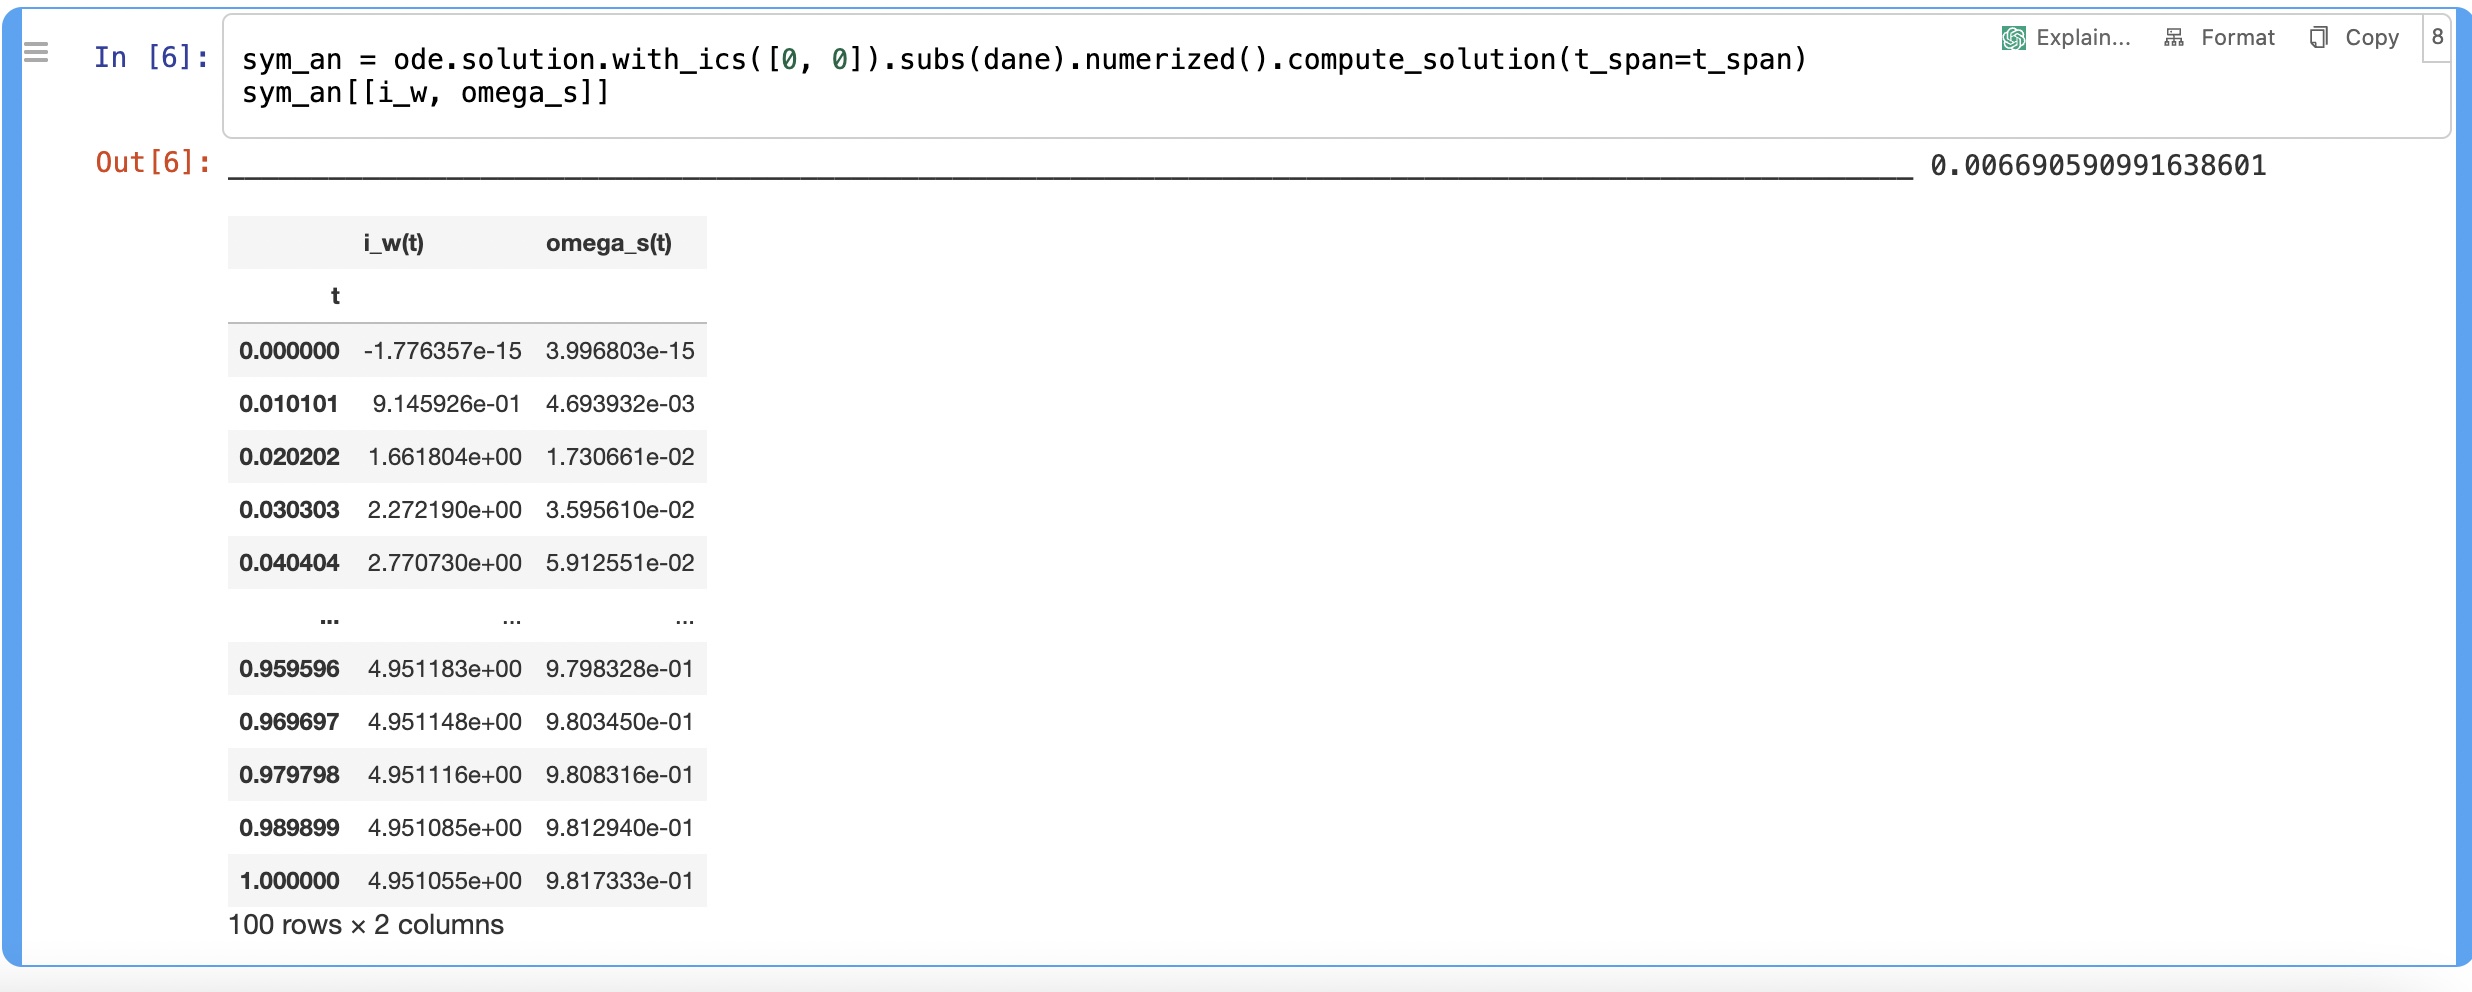 Explain... Format Copy 8
In [6]: sym_an = ode.solution.with_ics([0, 0]).subs(dane).numerized().compute_solution(t_span=t_span)
sym_an[[i_w, omega_s]]
Out[6]: ____________________________________________________________________________________________________ 0.006690590991638601
i_w(t) omega_s(t)
t
0.000000 -1.776357e-15 3.996803e-15
0.010101 9.145926e-01 4.693932e-03
0.020202 1.661804e+00 1.730661e-02
0.030303 2.272190e+00 3.595610e-02
0.040404 2.770730e+00 5.912551e-02
... ... ...
0.959596 4.951183e+00 9.798328e-01
0.969697 4.951148e+00 9.803450e-01
0.979798 4.951116e+00 9.808316e-01
0.989899 4.951085e+00 9.812940e-01
1.000000 4.951055e+00 9.817333e-01
100 rows × 2 columns